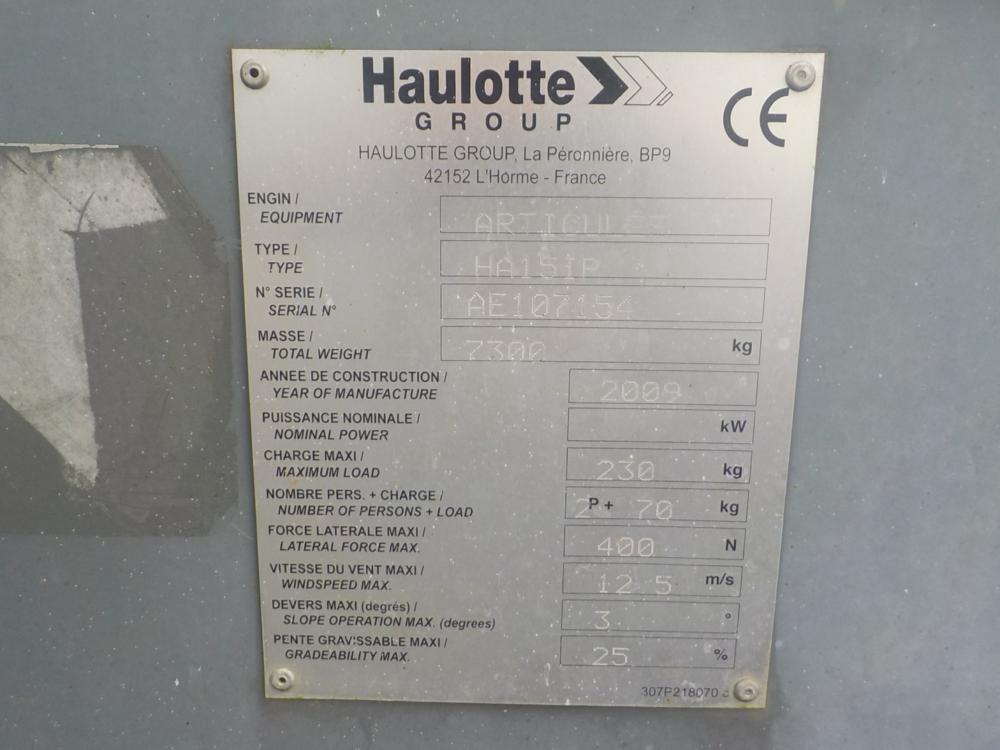 Haulotte
GROUP
CE
HAULOTTE GROUP, La Péronnière, BP9
42152 L'Horme - France
ENGIN /
EQUIPMENT
ARTICULEE
TYPE /
TYPE
HA15IP
N° SERIE /
SERIAL N°
AE107154
MASSE /
TOTAL WEIGHT
7300 kg
ANNEE DE CONSTRUCTION /
YEAR OF MANUFACTURE
2009
PUISSANCE NOMINALE /
NOMINAL POWER
kW
CHARGE MAXI /
MAXIMUM LOAD
230 kg
NOMBRE PERS. + CHARGE /
NUMBER OF PERSONS + LOAD
2 P + 70 kg
FORCE LATERALE MAXI /
LATERAL FORCE MAX.
400 N
VITESSE DU VENT MAXI /
WINDSPEED MAX.
12 5 m/s
DEVERS MAXI (degrés) /
SLOPE OPERATION MAX. (degrees)
3 °
PENTE GRAVISSABLE MAXI /
GRADEABILITY MAX.
25 %
307P218070